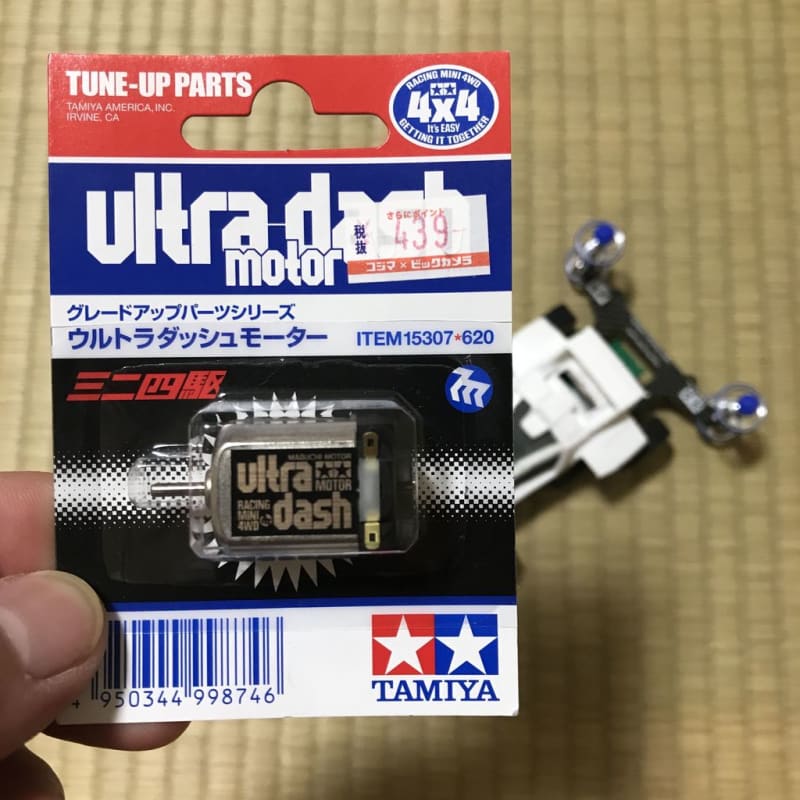 TUNE-UP PARTS
TAMIYA AMERICA, INC.
IRVINE, CA
RACING MINI 4WD
4x4
It's EASY
GETTING IT TOGETHER
ultra-dash
motor
さらにポイント
税抜
439-
コジマ×ビックカメラ
グレードアップパーツシリーズ
ウルトラダッシュモーター
ITEM15307★620
ミニ四駆
MABUCHI MOTOR
ultra
MOTOR
RACING
MINI
4WD
dash
4 950344 998746
TAMIYA